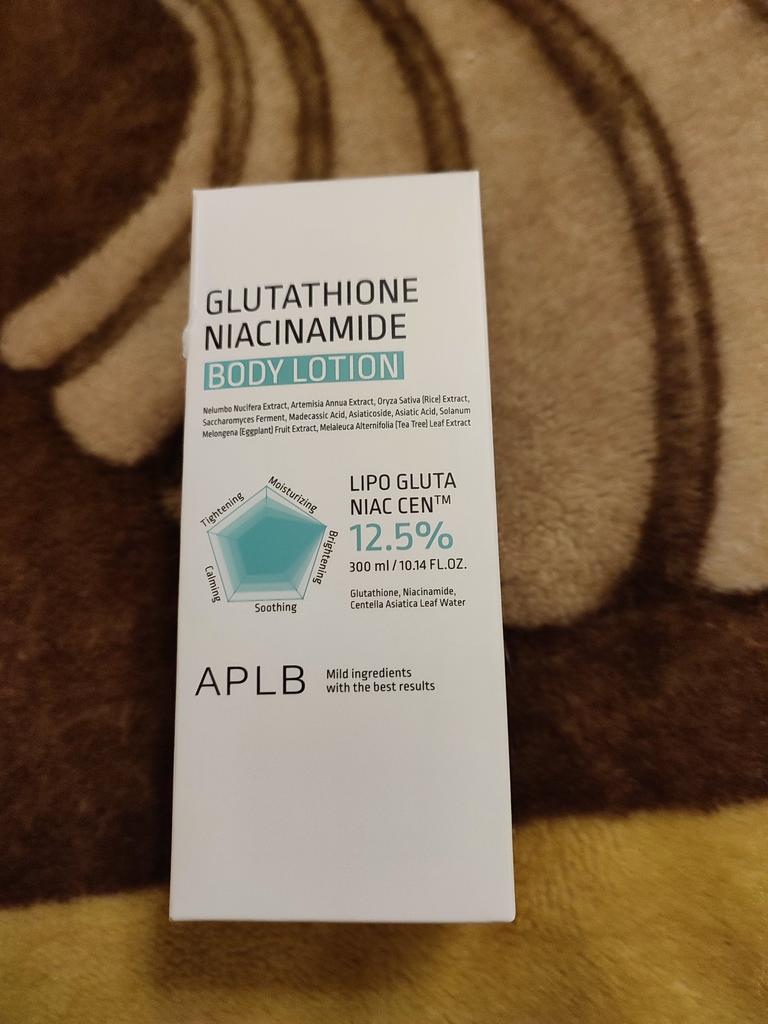 GLUTATHIONE
NIACINAMIDE
BODY LOTION
Nelumbo Nucifera Extract, Artemisia Annua Extract, Oryza Sativa (Rice) Extract,
Saccharomyces Ferment, Madecassic Acid, Asiaticoside, Asiatic Acid, Solanum
Melongena (Eggplant) Fruit Extract, Melaleuca Alternifolia (Tea Tree) Leaf Extract
Tightening
Moisturizing
Brightening
Soothing
Calming
LIPO GLUTA
NIAC CEN™
12.5%
300 ml / 10.14 FL.OZ.
Glutathione, Niacinamide,
Centella Asiatica Leaf Water
APLB
Mild ingredients
with the best results